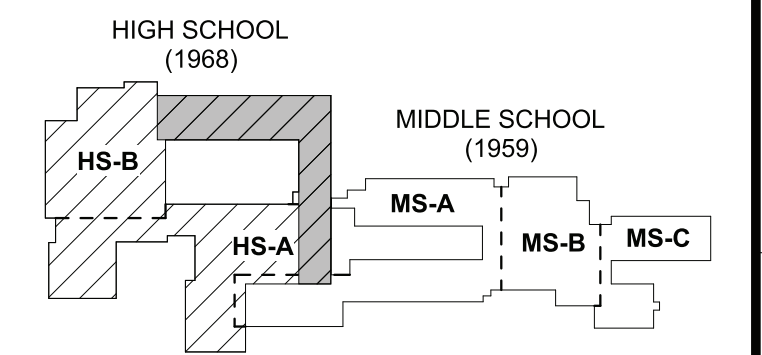 HIGH SCHOOL
(1968)
MIDDLE SCHOOL
(1959)
HS-B
MS-A
HS-A
MS-B
MS-C